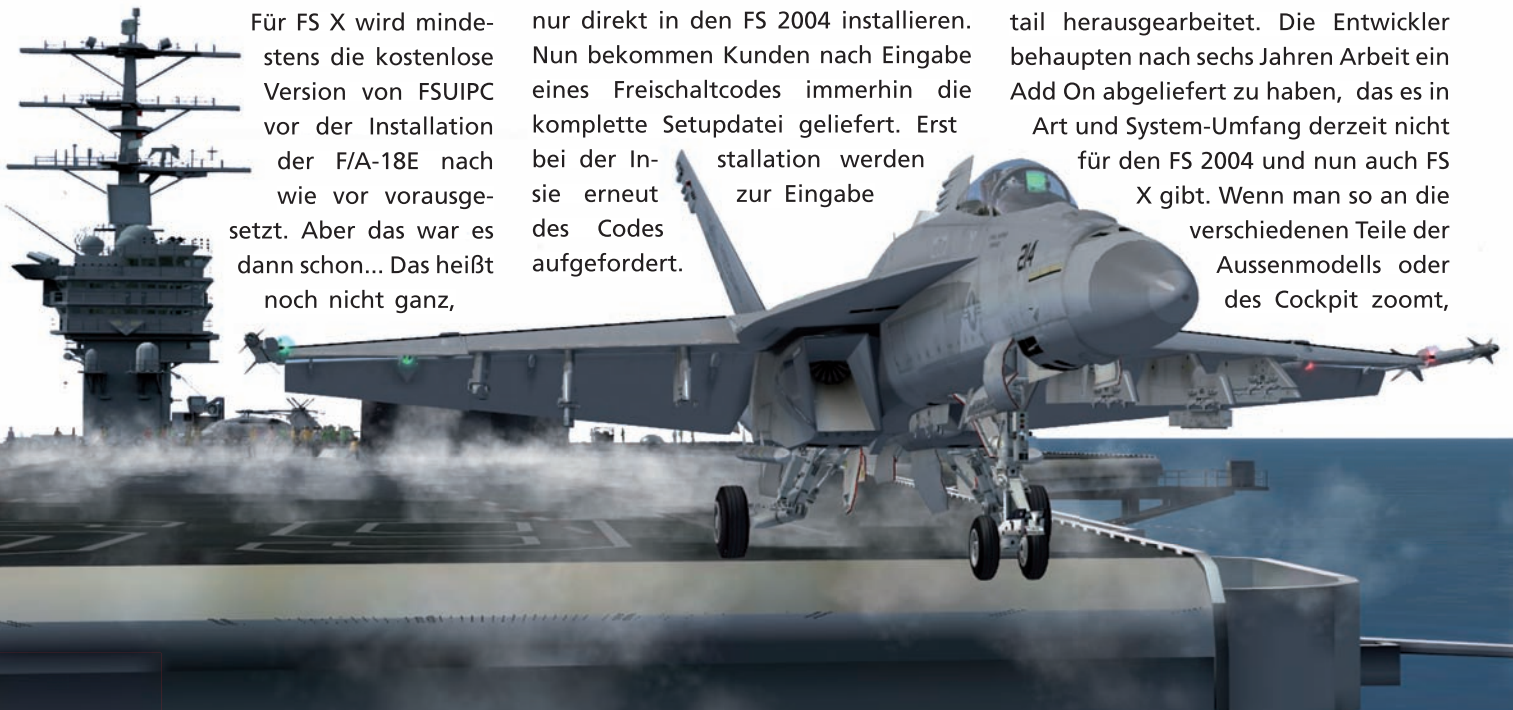 Für FS X wird minde-
stens die kostenlose
Version von FSUIPC
vor der Installation
der F/A-18E nach
wie vor vorausge-
setzt. Aber das war es
dann schon... Das heißt
noch nicht ganz,
nur direkt in den FS 2004 installieren.
Nun bekommen Kunden nach Eingabe
eines Freischaltcodes immerhin die
komplette Setupdatei geliefert. Erst
bei der In- stallation werden
sie erneut zur Eingabe
des Codes
aufgefordert.
tail herausgearbeitet. Die Entwickler
behaupten nach sechs Jahren Arbeit ein
Add On abgeliefert zu haben, das es in
Art und System-Umfang derzeit nicht
für den FS 2004 und nun auch FS
X gibt. Wenn man so an die
verschiedenen Teile der
Aussenmodells oder
des Cockpit zoomt,
214